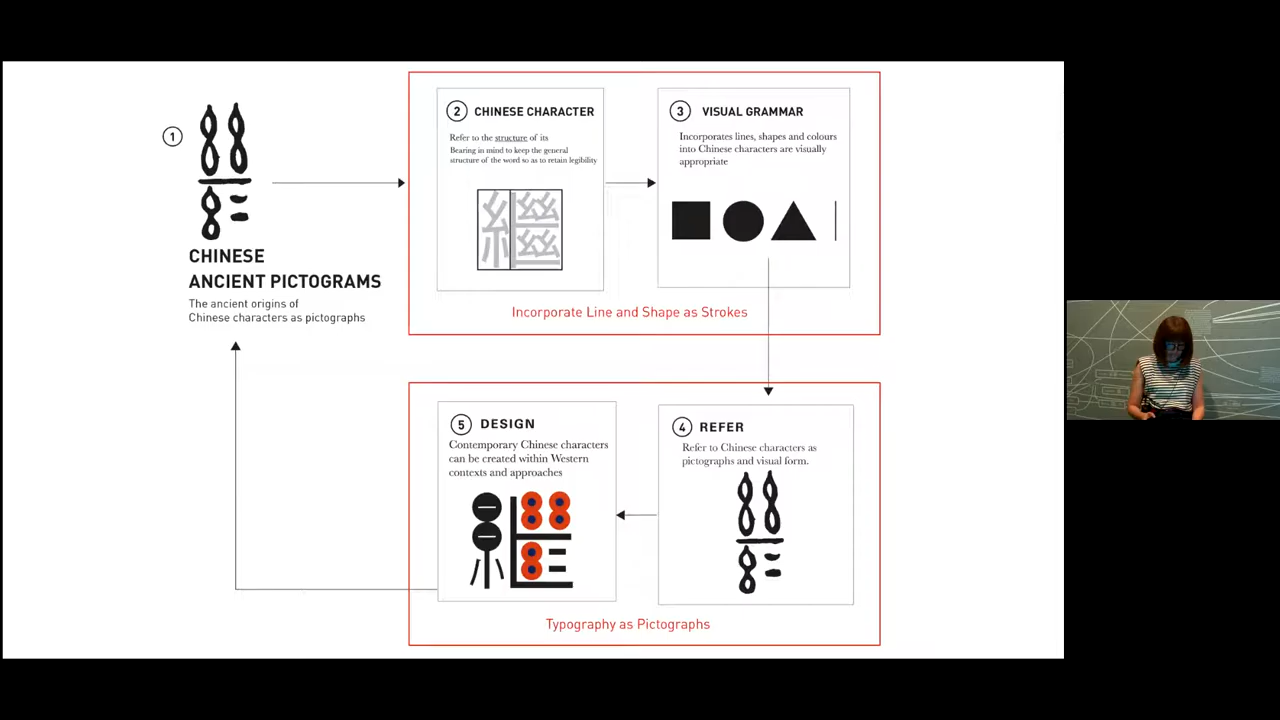 1
CHINESE
ANCIENT PICTOGRAMS
The ancient origins of
Chinese characters as pictographs
2 CHINESE CHARACTER
Refer to the structure of its
Bearing in mind to keep the general
structure of the word so as to retain legibility
繼
Incorporate Line and Shape as Strokes
3 VISUAL GRAMMAR
Incorporates lines, shapes and colours
into Chinese characters are visually
appropriate
4 REFER
Refer to Chinese characters as
pictographs and visual form.
5 DESIGN
Contemporary Chinese characters
can be created within Western
contexts and approaches
Typography as Pictographs